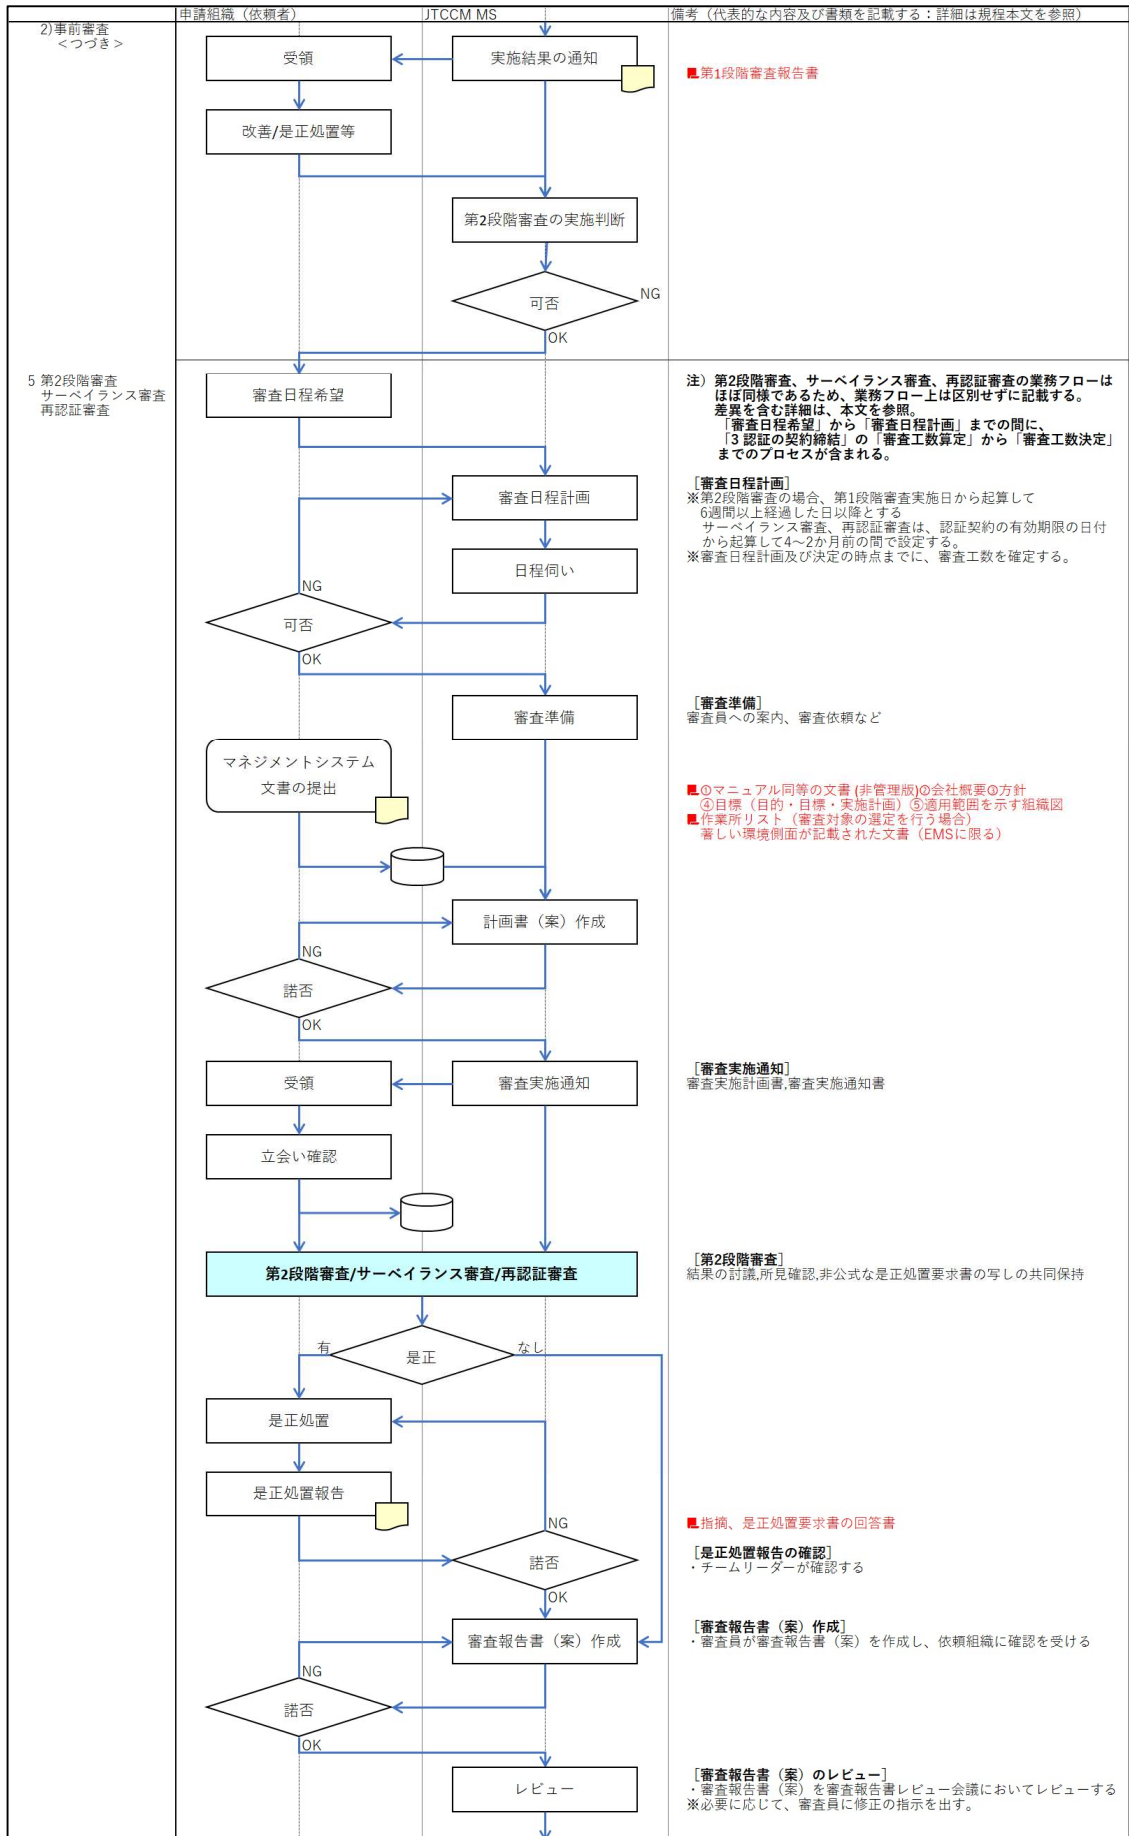 申請組織（依頼者）
JTCCM MS
備考（代表的な内容及び書類を記載する：詳細は規程本文を参照）
2)事前審査
＜つづき＞
受領
実施結果の通知
第1段階審査報告書
改善/是正処置等
第2段階審査の実施判断
可否
NG
OK
5 第2段階審査
サーベイランス審査
再認証審査
審査日程希望
注）第2段階審査、サーベイランス審査、再認証審査の業務フローは
ほぼ同様であるため、業務フロー上は区別せずに記載する。
差異を含む詳細は、本文を参照。
「審査日程希望」から「審査日程計画」までの間に、
「3 認証の契約締結」の「審査工数算定」から「審査工数決定」
までのプロセスが含まれる。
審査日程計画
［審査日程計画］
※第2段階審査の場合、第1段階審査実施日から起算して
6週間以上経過した日以降とする
サーベイランス審査、再認証審査は、認証契約の有効期限の日付
から起算して4～2か月前の間で設定する。
※審査日程計画及び決定の時点までに、審査工数を確定する。
日程伺い
NG
可否
OK
審査準備
［審査準備］
審査員への案内、審査依頼など
マネジメントシステム
文書の提出
①マニュアル同等の文書 (非管理版)②会社概要③方針
④目標（目的・目標・実施計画）⑤適用範囲を示す組織図
作業所リスト（審査対象の選定を行う場合）
著しい環境側面が記載された文書（EMSに限る）
計画書（案）作成
NG
諾否
OK
受領
審査実施通知
［審査実施通知］
審査実施計画書,審査実施通知書
立会い確認
第2段階審査/サーベイランス審査/再認証審査
［第2段階審査］
結果の討議,所見確認,非公式な是正処置要求書の写しの共同保持
有
是正
なし
是正処置
是正処置報告
NG
指摘、是正処置要求書の回答書
諾否
［是正処置報告の確認］
・チームリーダーが確認する
OK
審査報告書（案）作成
［審査報告書（案）作成］
・審査員が審査報告書（案）を作成し、依頼組織に確認を受ける
NG
諾否
OK
レビュー
［審査報告書（案）のレビュー］
・審査報告書（案）を審査報告書レビュー会議においてレビューする
※必要に応じて、審査員に修正の指示を出す。